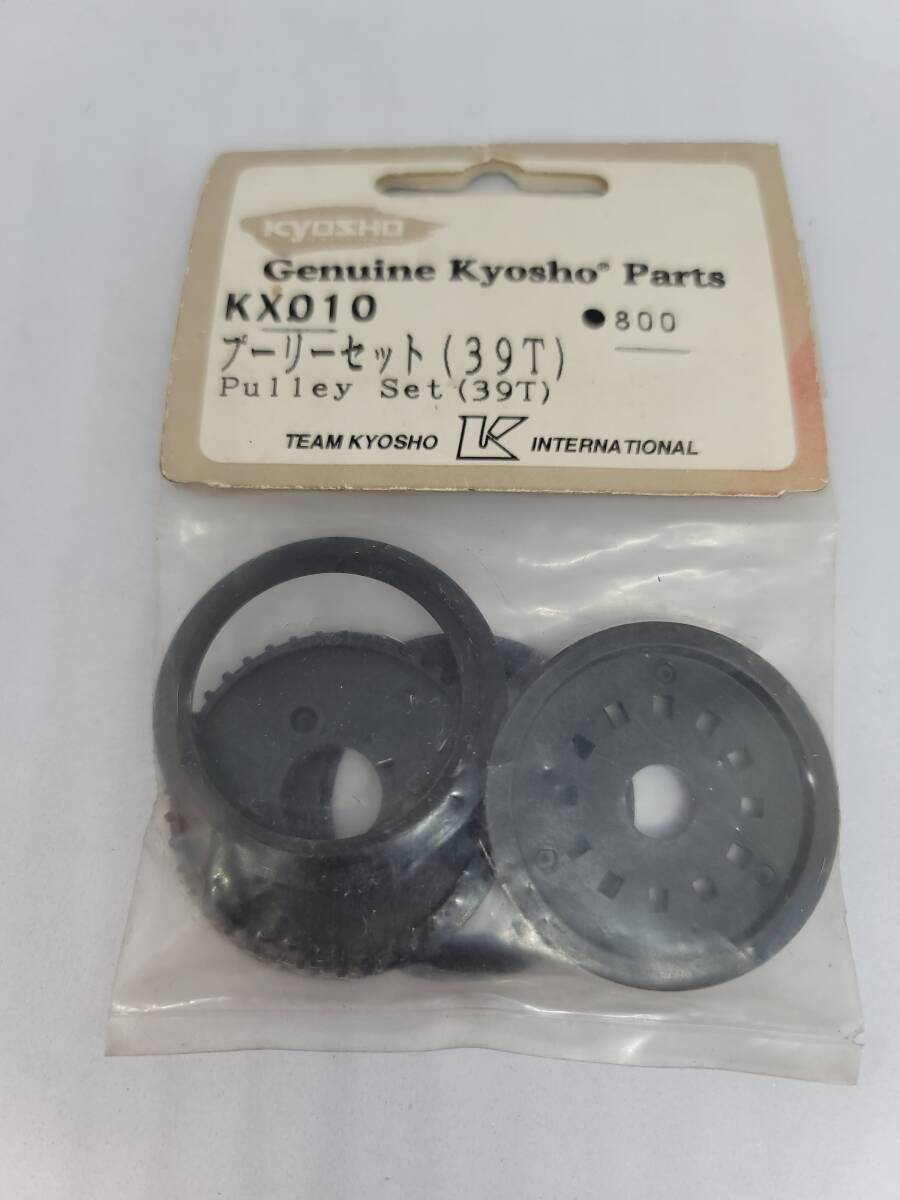 KYOSHO
Genuine Kyosho® Parts
KX010
●800
プーリーセット(39T)
Pulley Set(39T)
TEAM KYOSHO K INTERNATIONAL